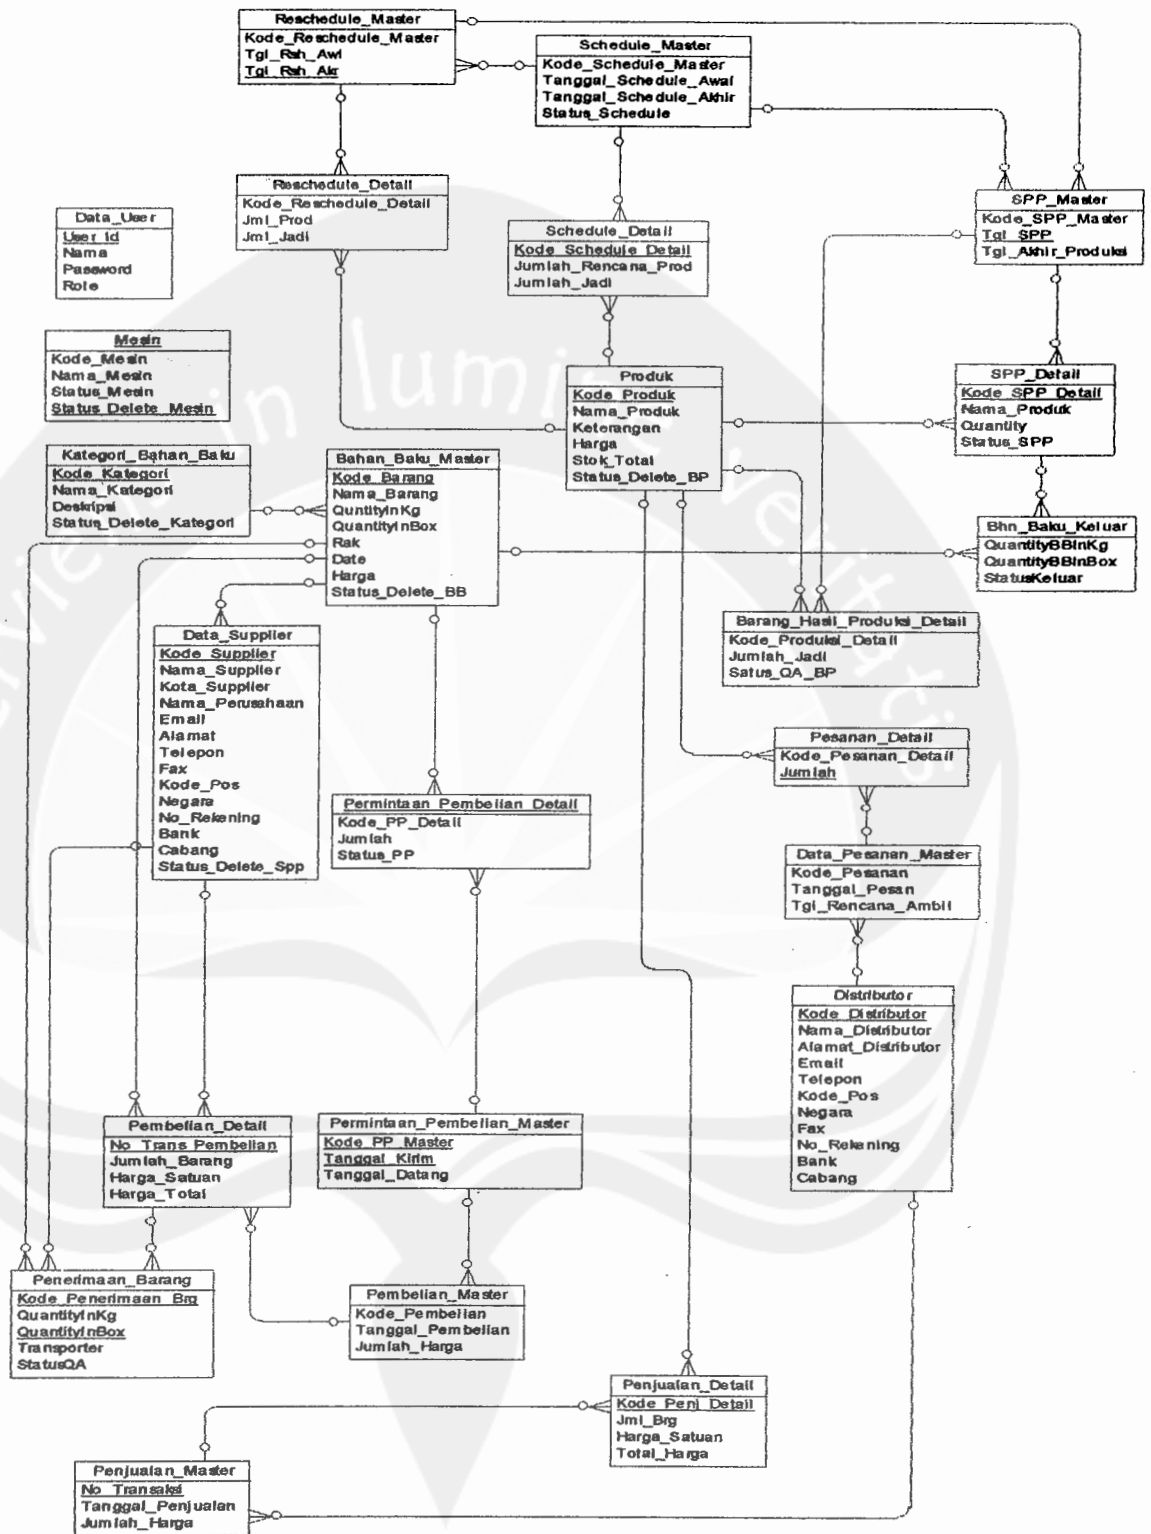 Reschedule_Master
Kode_Reschedule_Master
Tgl_Rsh_Awl
Tgl_Rsh_Akr
Schedule_Master
Kode_Schedule_Master
Tanggal_Schedule_Awal
Tanggal_Schedule_Akhir
Status_Schedule
Reschedule_Detail
Kode_Reschedule_Detail
Jml_Prod
Jml_Jadi
Schedule_Detail
Kode_Schedule_Detail
Jumlah_Rencana_Prod
Jumlah_Jadi
SPP_Master
Kode_SPP_Master
Tgl_SPP
Tgl_Akhir_Produksi
Data_User
User_Id
Nama
Password
Role
Mesin
Kode_Mesin
Nama_Mesin
Status_Mesin
Status_Delete_Mesin
Produk
Kode_Produk
Nama_Produk
Keterangan
Harga
Stok_Total
Status_Delete_BP
SPP_Detail
Kode_SPP_Detail
Nama_Produk
Quantity
Status_SPP
Kategori_Bahan_Baku
Kode_Kategori
Nama_Kategori
Deskripsi
Status_Delete_Kategori
Bahan_Baku_Master
Kode_Barang
Nama_Barang
QuntityInKg
QuantityInBox
Rak
Date
Harga
Status_Delete_BB
Bhn_Baku_Keluar
QuantityBBInKg
QuantityBBInBox
StatusKeluar
Barang_Hasil_Produksi_Detail
Kode_Produksi_Detail
Jumlah_Jadi
Satus_QA_BP
Data_Supplier
Kode_Supplier
Nama_Supplier
Kota_Supplier
Nama_Perusahaan
Email
Alamat
Telepon
Fax
Kode_Pos
Negara
No_Rekening
Bank
Cabang
Status_Delete_Spp
Pesanan_Detail
Kode_Pesanan_Detail
Jumlah
Permintaan_Pembelian_Detail
Kode_PP_Detail
Jumlah
Status_PP
Data_Pesanan_Master
Kode_Pesanan
Tanggal_Pesan
Tgl_Rencana_Ambil
Distributor
Kode_Distributor
Nama_Distributor
Alamat_Distributor
Email
Telepon
Kode_Pos
Negara
Fax
No_Rekening
Bank
Cabang
Pembelian_Detail
No_Trans_Pembelian
Jumlah_Barang
Harga_Satuan
Harga_Total
Permintaan_Pembelian_Master
Kode_PP_Master
Tanggal_Kirim
Tanggal_Datang
Penerimaan_Barang
Kode_Penerimaan_Brg
QuantityInKg
QuantityInBox
Transporter
StatusQA
Pembelian_Master
Kode_Pembelian
Tanggal_Pembelian
Jumlah_Harga
Penjualan_Detail
Kode_Penj_Detail
Jml_Brg
Harga_Satuan
Total_Harga
Penjualan_Master
No_Transaksi
Tanggal_Penjualan
Jumlah_Harga